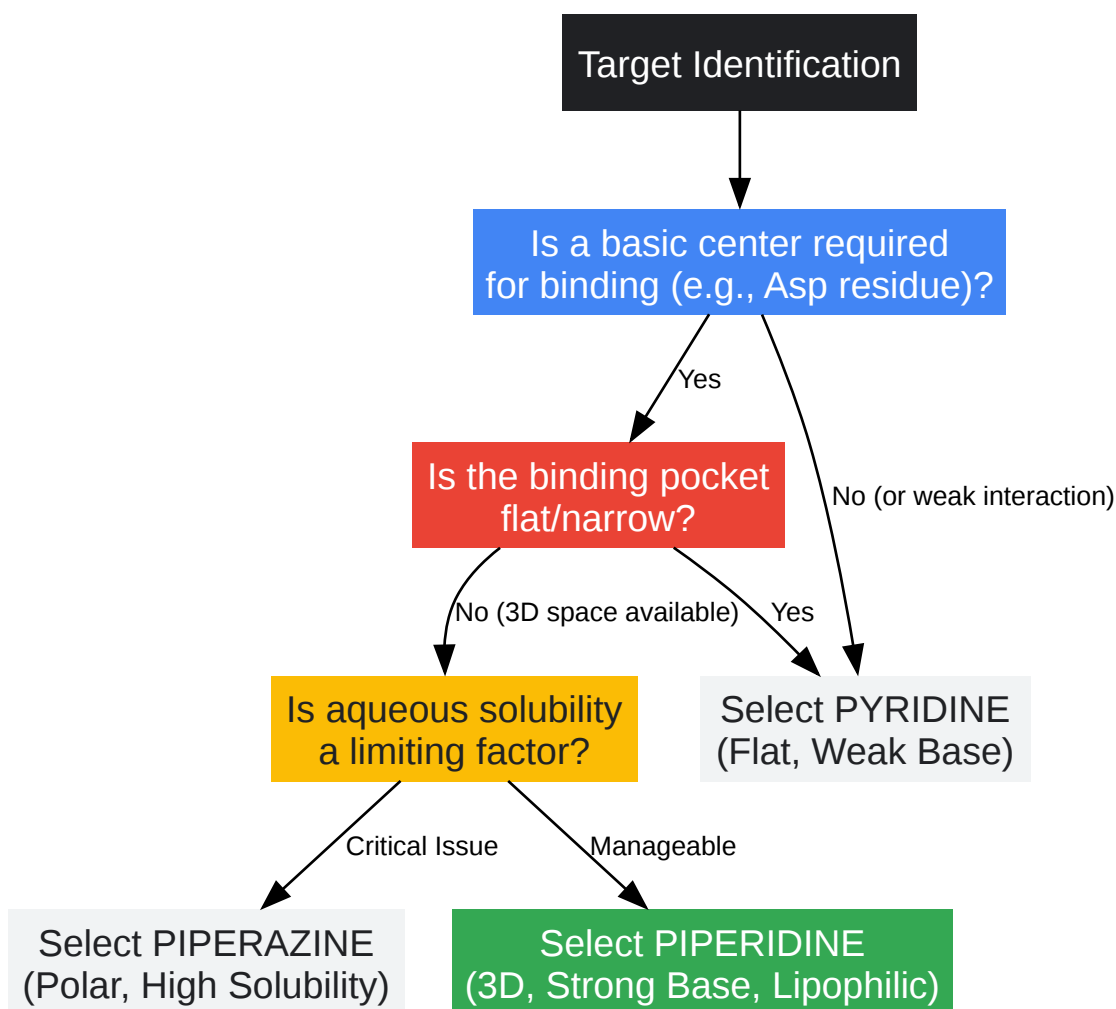 Target Identification
Is a basic center required
for binding (e.g., Asp residue)?
Yes
Is the binding pocket
flat/narrow?
No (or weak interaction)
No (3D space available)
Yes
Is aqueous solubility
a limiting factor?
Select PYRIDINE
(Flat, Weak Base)
Critical Issue
Manageable
Select PIPERAZINE
(Polar, High Solubility)
Select PIPERIDINE
(3D, Strong Base, Lipophilic)